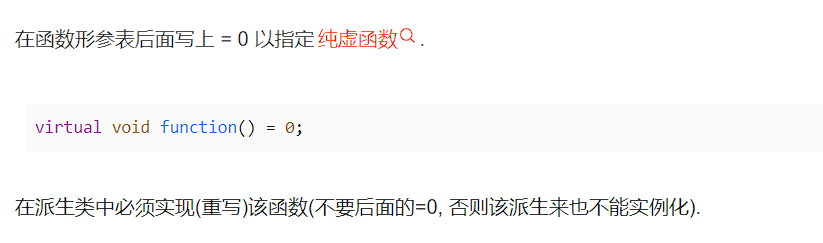 在函数形参表后面写上 = 0 以指定纯虚函数.
virtual void function() = 0;
在派生类中必须实现(重写)该函数(不要后面的=0, 否则该派生来也不能实例化).